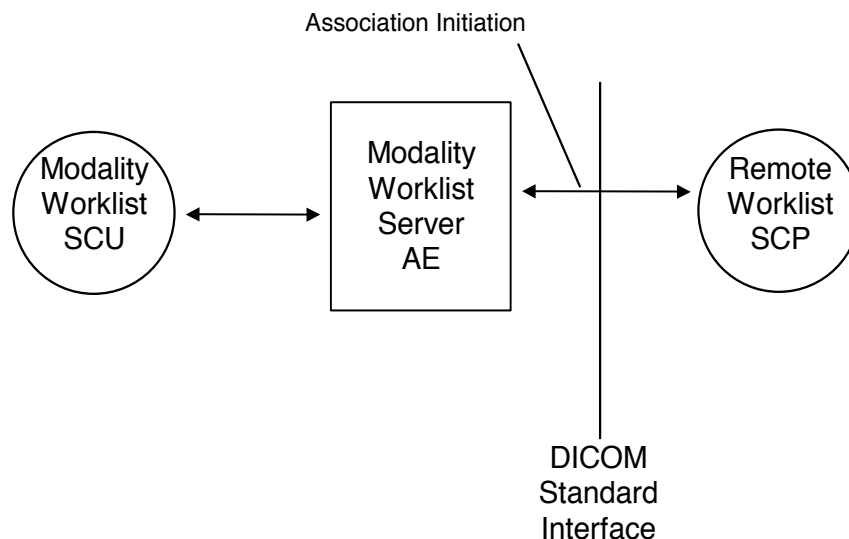 Association Initiation
Modality
Worklist
SCU
Modality
Worklist
Server
AE
Remote
Worklist
SCP
DICOM
Standard
Interface